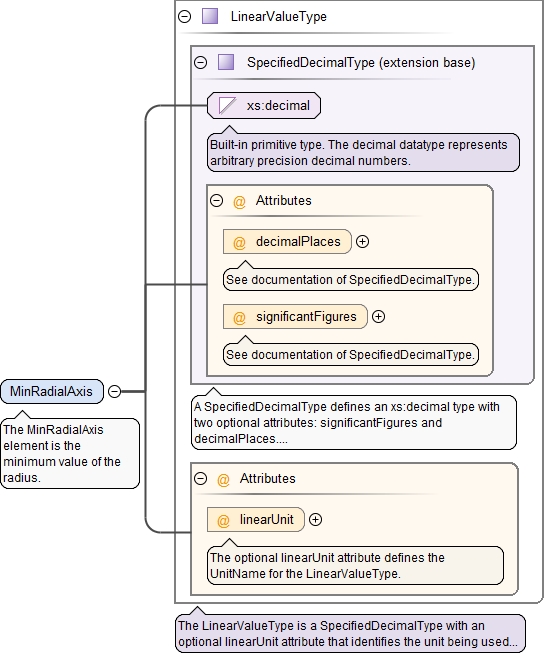 LinearValueType
SpecifiedDecimalType (extension base)
xs:decimal
Built-in primitive type. The decimal datatype represents
arbitrary precision decimal numbers.
@ Attributes
@ decimalPlaces
See documentation of SpecifiedDecimalType.
@ significantFigures
See documentation of SpecifiedDecimalType.
MinRadialAxis
The MinRadialAxis
element is the
minimum value of the
radius.
A SpecifiedDecimalType defines an xs:decimal type with
two optional attributes: significantFigures and
decimalPlaces....
@ Attributes
@ linearUnit
The optional linearUnit attribute defines the
UnitName for the LinearValueType.
The LinearValueType is a SpecifiedDecimalType with an
optional linearUnit attribute that identifies the unit being used...